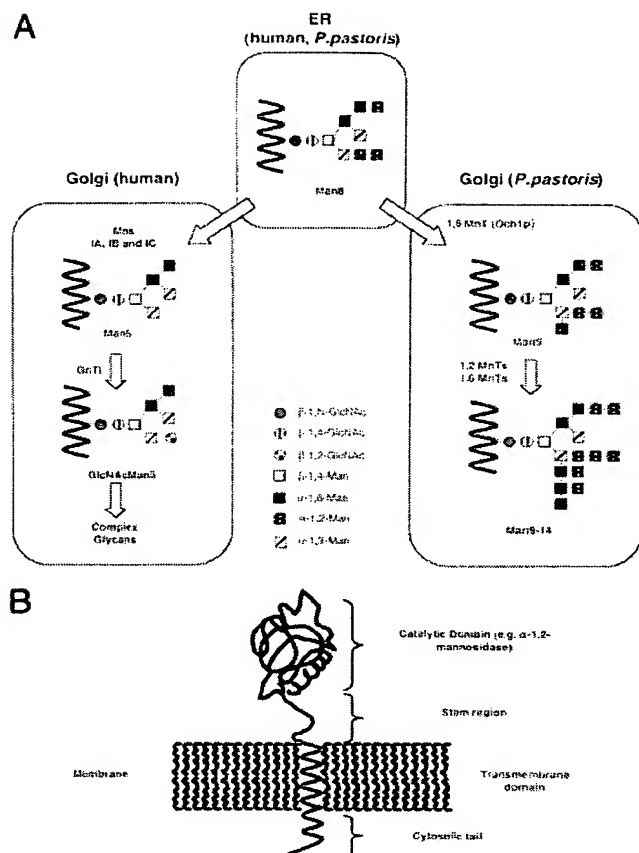 A
ER
(human, P.pastoris)
Man8
Golgi (human)
Mns
IA, IB and IC
Man5
GnTI
GlcNAcMan5
Complex
Glycans
Golgi (P.pastoris)
1,6 MnT (Och1p)
Man9
1,2 MnTs
1,6 MnTs
Man9-14
β-1,N-GlcNAc
β-1,4-GlcNAc
β-1,2-GlcNAc
β-1,4-Man
α-1,6-Man
α-1,2-Man
α-1,3-Man
B
Catalytic Domain (e.g. α-1,2-
mannosidase)
Stem region
Membrane
Transmembrane
domain
Cytosolic tail